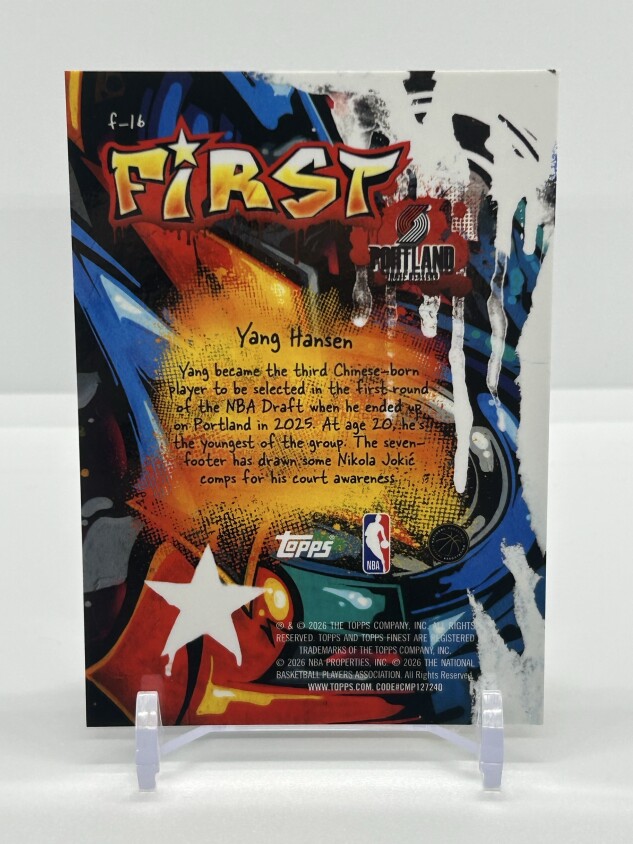 f-16
FiRST
PORTLAND
TRAIL BLAZERS
Yang Hansen
Yang became the third Chinese-born
player to be selected in the first round
of the NBA Draft when he ended up
on Portland in 2025. At age 20, he's
the youngest of the group. The seven-
footer has drawn some Nikola Jokić
comps for his court awareness.
topps
NBA
® & © 2026 THE TOPPS COMPANY, INC. ALL RIGHTS
RESERVED. TOPPS AND TOPPS FINEST ARE REGISTERED
TRADEMARKS OF THE TOPPS COMPANY, INC.
© 2026 NBA PROPERTIES, INC. © 2026 THE NATIONAL
BASKETBALL PLAYERS ASSOCIATION. All Rights Reserved.
WWW.TOPPS.COM. CODE#CMP127240